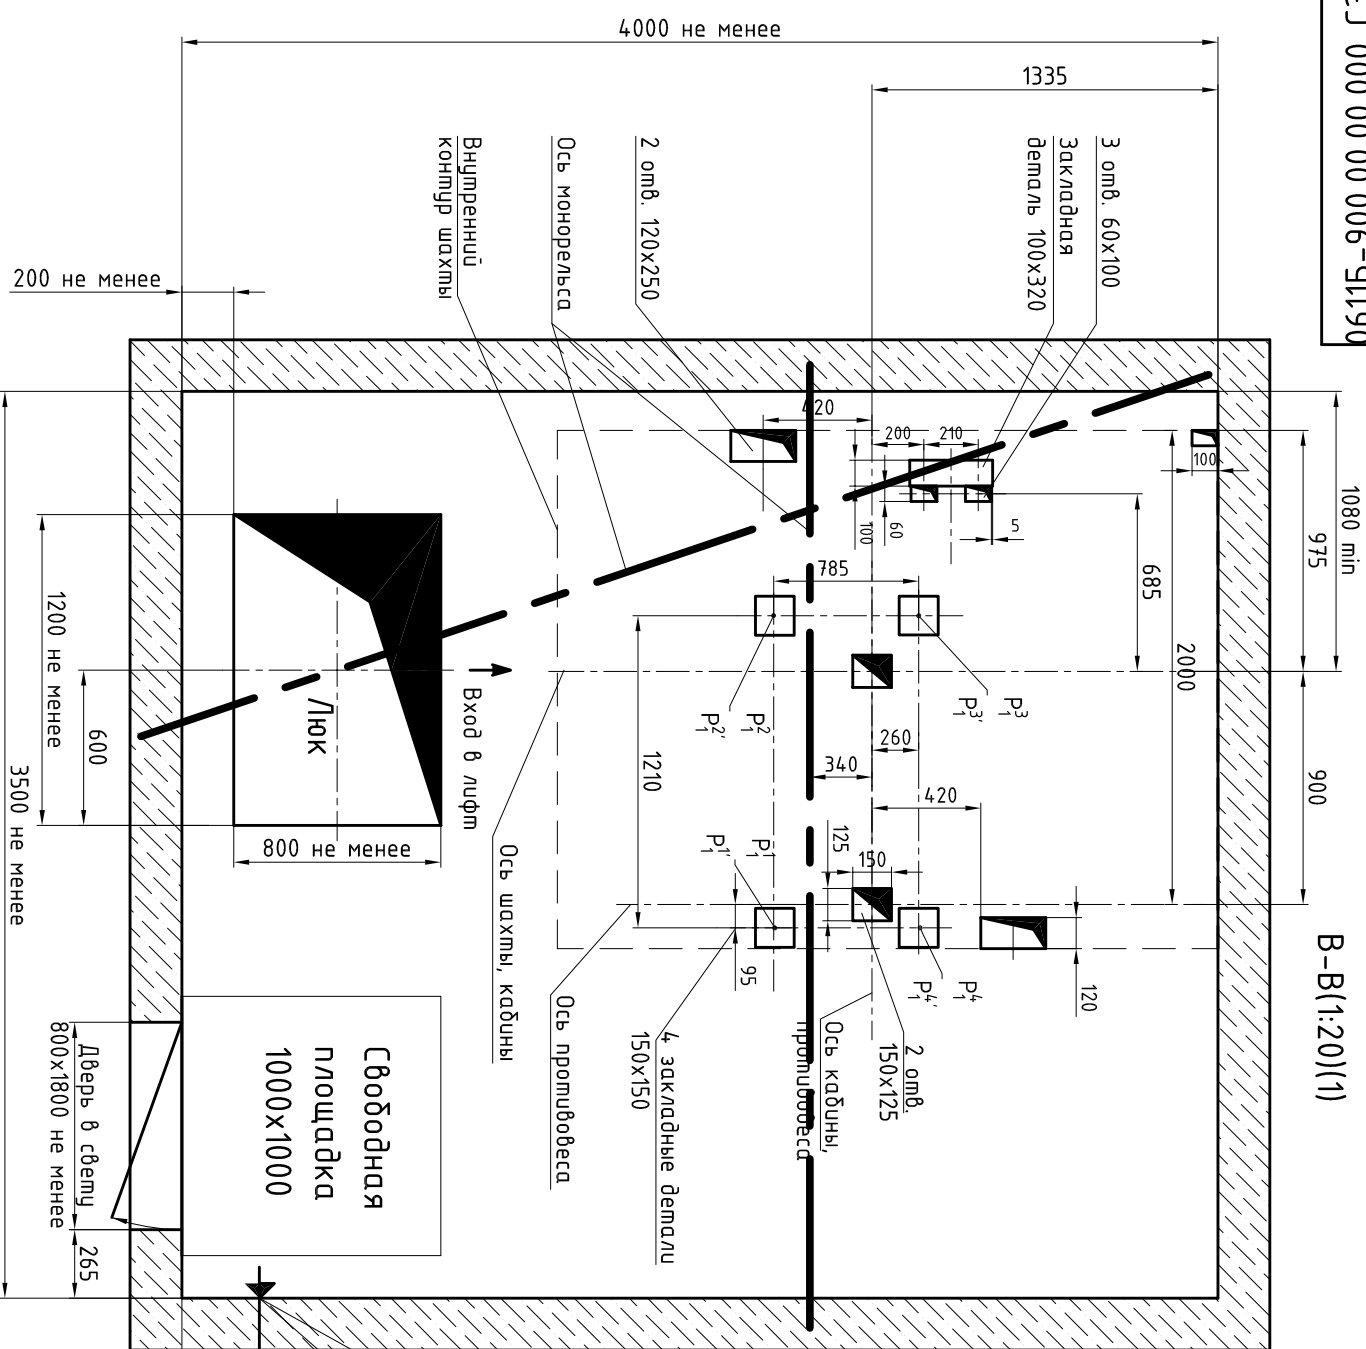 4000 не менее
1335
3 отв. 60х100
Закладная
деталь 100х320
2 отв. 120х250
Ось монорельса
Внутренний
контур шахты
200 не менее
420
200
210
100
1080 min
975
5
60
100
685
785
2000
1200 не менее
600
Люк
Вход в лифт
800 не менее
3500 не менее
P₁³
P₁³'
P₁²
P₁²'
260
340
1210
420
900
125
150
P₁¹
P₁¹'
95
P₁⁴
P₁⁴'
120
В-В(1:20)(1)
Ось шахты, кабины
Ось противовеса
Ось кабины,
противовеса
2 отв.
150х125
4 закладные детали
150х150
Свободная
площадка
1000х1000
Дверь в свету
800х1800 не менее
265